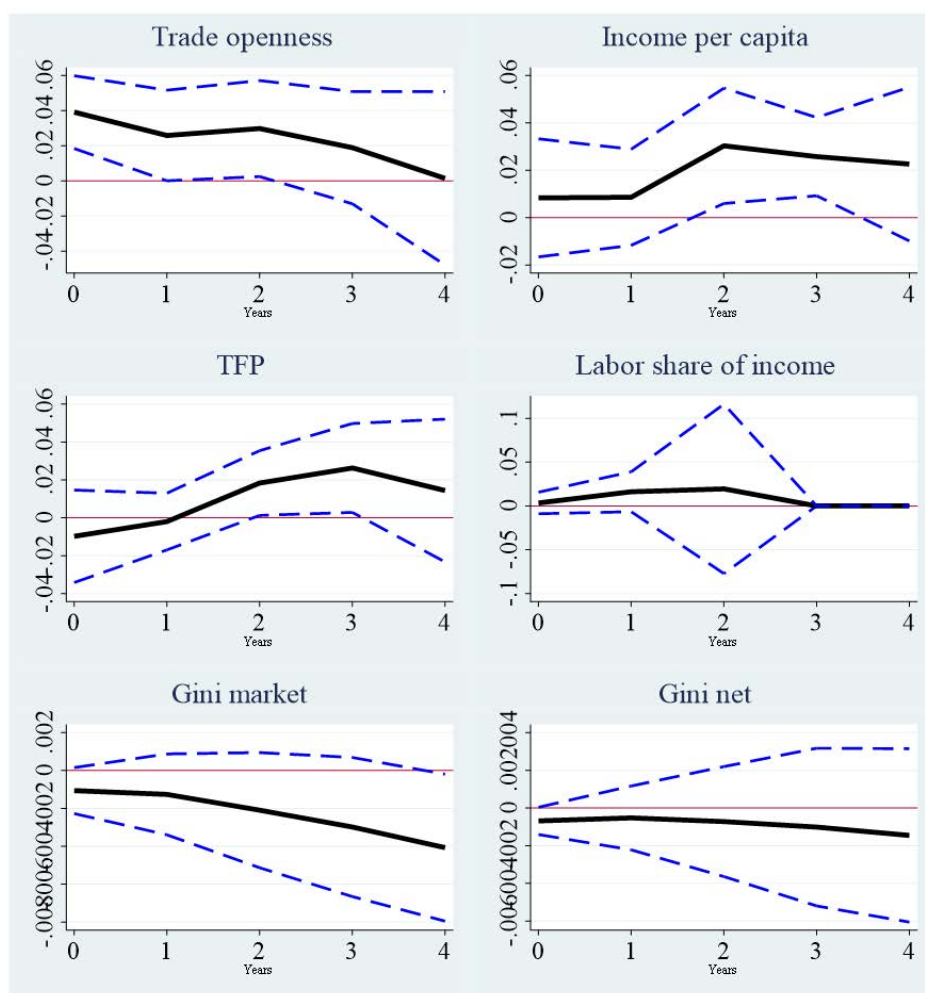 Trade openness
-.04-.02 0 .02 .04 .06
0 1 2 3 4
Years
Income per capita
-.02 0 .02 .04 .06
0 1 2 3 4
Years
TFP
-.04 -.02 0 .02 .04 .06
0 1 2 3 4
Years
Labor share of income
-.1 -.05 0 .05 .1
0 1 2 3 4
Years
Gini market
-.008006004002 0 .002
0 1 2 3 4
Years
Gini net
-.006004002 0 .002004
0 1 2 3 4
Years